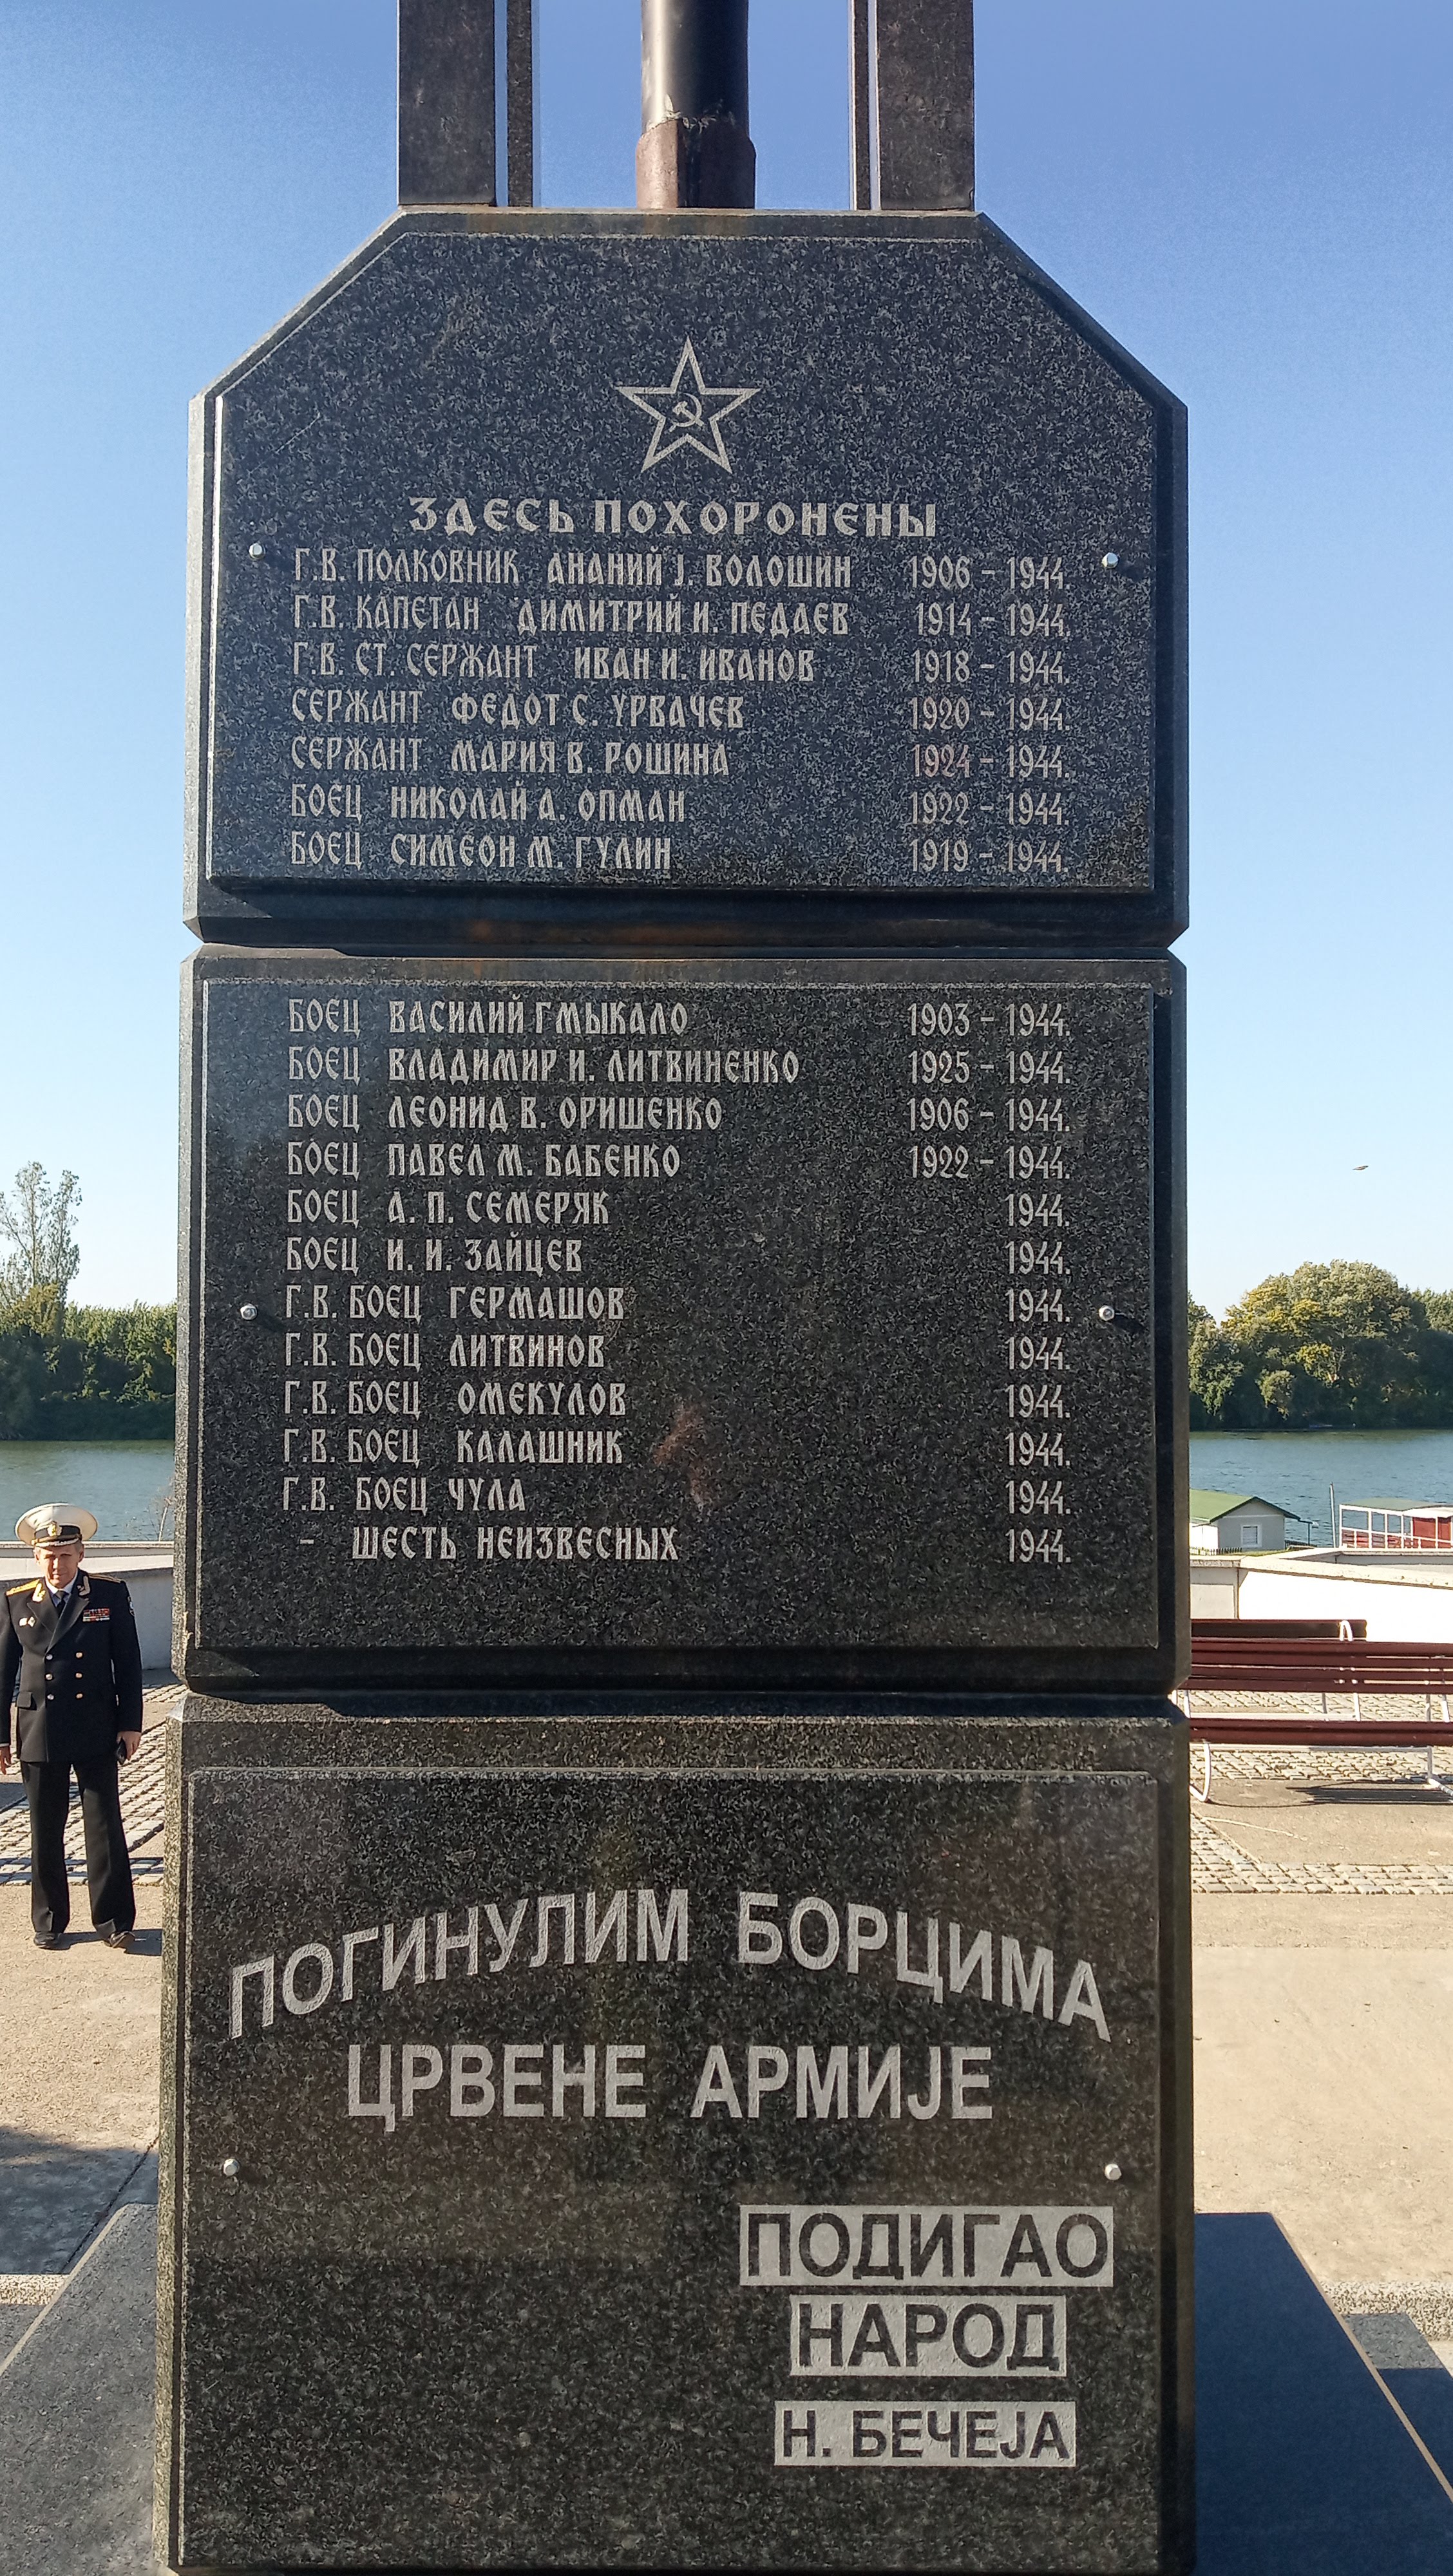 ЗДЕСЬ ПОХОРОНЕНЫ
Г.В. ПОЛКОВНИК АНАНИЙ Ј. ВОЛОШИН 1906 - 1944.
Г.В. КАПЕТАН ДИМИТРИЙ И. ПЕДАЕВ 1914 - 1944.
Г.В. СТ. СЕРЖАНТ ИВАН И. ИВАНОВ 1918 - 1944.
СЕРЖАНТ ФЕДОТ С. УРВАЧЕВ 1920 - 1944.
СЕРЖАНТ МАРИЯ В. РОШИНА 1924 - 1944.
БОЕЦ НИКОЛАЙ А. ОПМАН 1922 - 1944.
БОЕЦ СИМЕОН М. ГУЛИН 1919 - 1944.
БОЕЦ ВАСИЛИЙ ГМЫКАЛО 1903 - 1944.
БОЕЦ ВЛАДИМИР И. ЛИТВИНЕНКО 1925 - 1944.
БОЕЦ ЛЕОНИД В. ОРИШЕНКО 1906 - 1944.
БОЕЦ ПАВЕЛ М. БАБЕНКО 1922 - 1944.
БОЕЦ А. П. СЕМЕРЯК 1944.
БОЕЦ И. И. ЗАЙЦЕВ 1944.
Г.В. БОЕЦ ГЕРМАШОВ 1944.
Г.В. БОЕЦ ЛИТВИНОВ 1944.
Г.В. БОЕЦ ОМЕКУЛОВ 1944.
Г.В. БОЕЦ КАЛАШНИК 1944.
Г.В. БОЕЦ ЧУЛА 1944.
- ШЕСТЬ НЕИЗВЕСНЫХ 1944.
ПОГИНУЛИМ БОРЦИМА
ЦРВЕНЕ АРМИЈЕ
ПОДИГАО
НАРОД
Н. БЕЧЕЈА